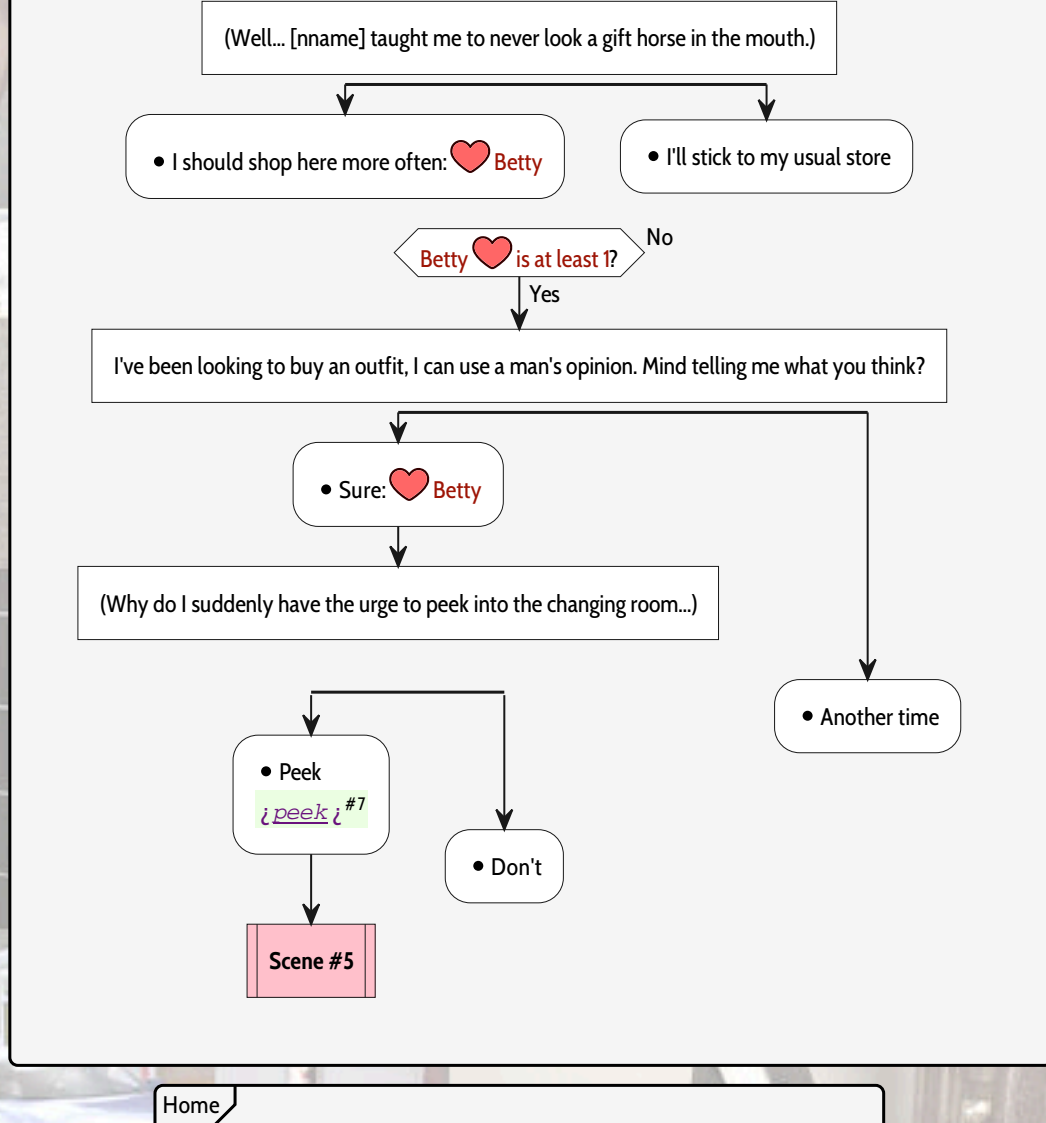 (Well... [nname] taught me to never look a gift horse in the mouth.)
• I should shop here more often: Betty
• I'll stick to my usual store
Betty is at least 1?
No
Yes
I've been looking to buy an outfit, I can use a man's opinion. Mind telling me what you think?
• Sure: Betty
(Why do I suddenly have the urge to peek into the changing room...)
• Another time
• Peek
¿peek¿#7
• Don't
Scene #5
Home